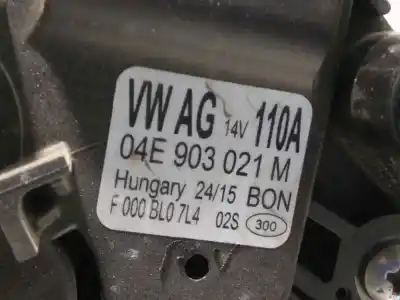 VW AG 14V 110A
04E 903 021 M
Hungary 24/15 BON
F 000 BL0 7L4 02S 300